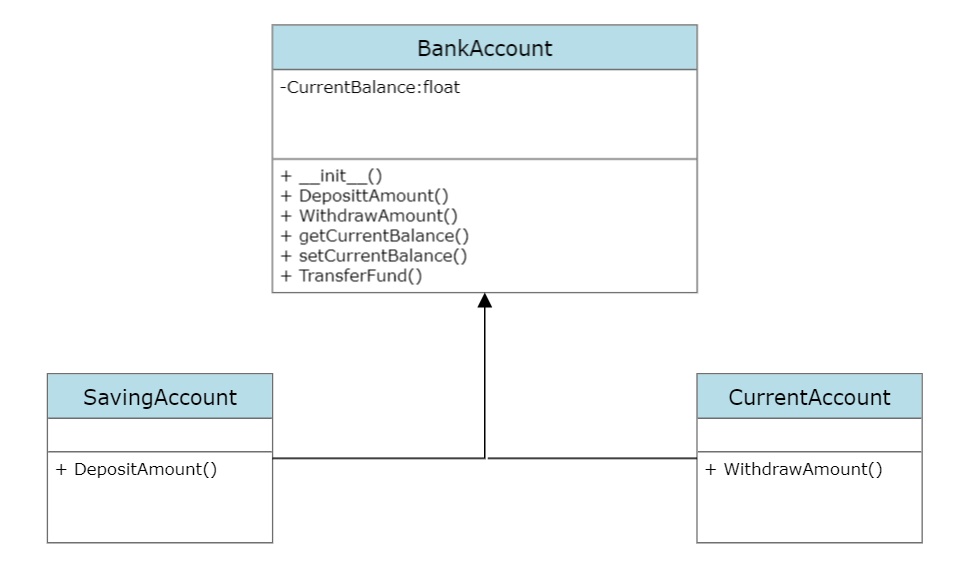 BankAccount
-CurrentBalance:float
+ __init__()
+ DeposittAmount()
+ WithdrawAmount()
+ getCurrentBalance()
+ setCurrentBalance()
+ TransferFund()
SavingAccount
+ DepositAmount()
CurrentAccount
+ WithdrawAmount()